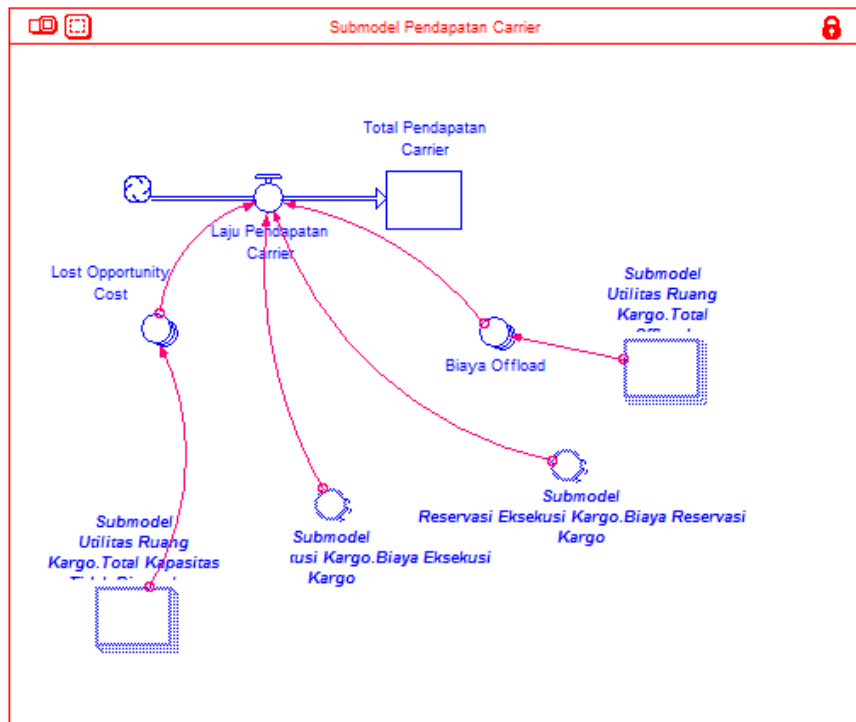 Submodel Pendapatan Carrier
Total Pendapatan
Carrier
Laju Pendapatan
Carrier
Lost Opportunity
Cost
Submodel
Utilitas Ruang
Kargo.Total
Biaya Offload
Submodel
Reservasi Eksekusi Kargo.Biaya Reservasi
Kargo
Submodel
Kargo.Biaya Eksekusi
Kargo
Submodel
Utilitas Ruang
Kargo.Total Kapasitas